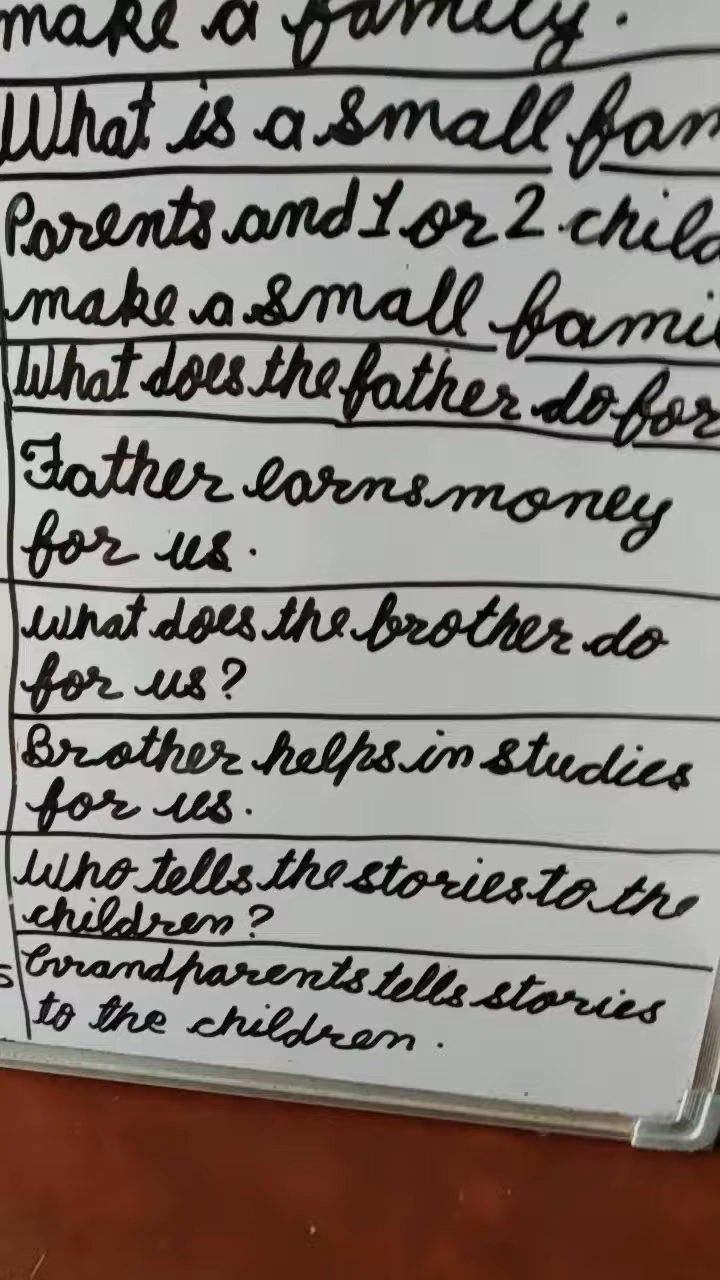 make a family.
What is a small fam
Parents and 1 or 2 child
make a small fami
What does the father do for
Father earns money
for us.
What does the brother do
for us?
Brother helps in studies
for us.
Who tells the stories to the
children?
Grandparents tells stories
to the children.